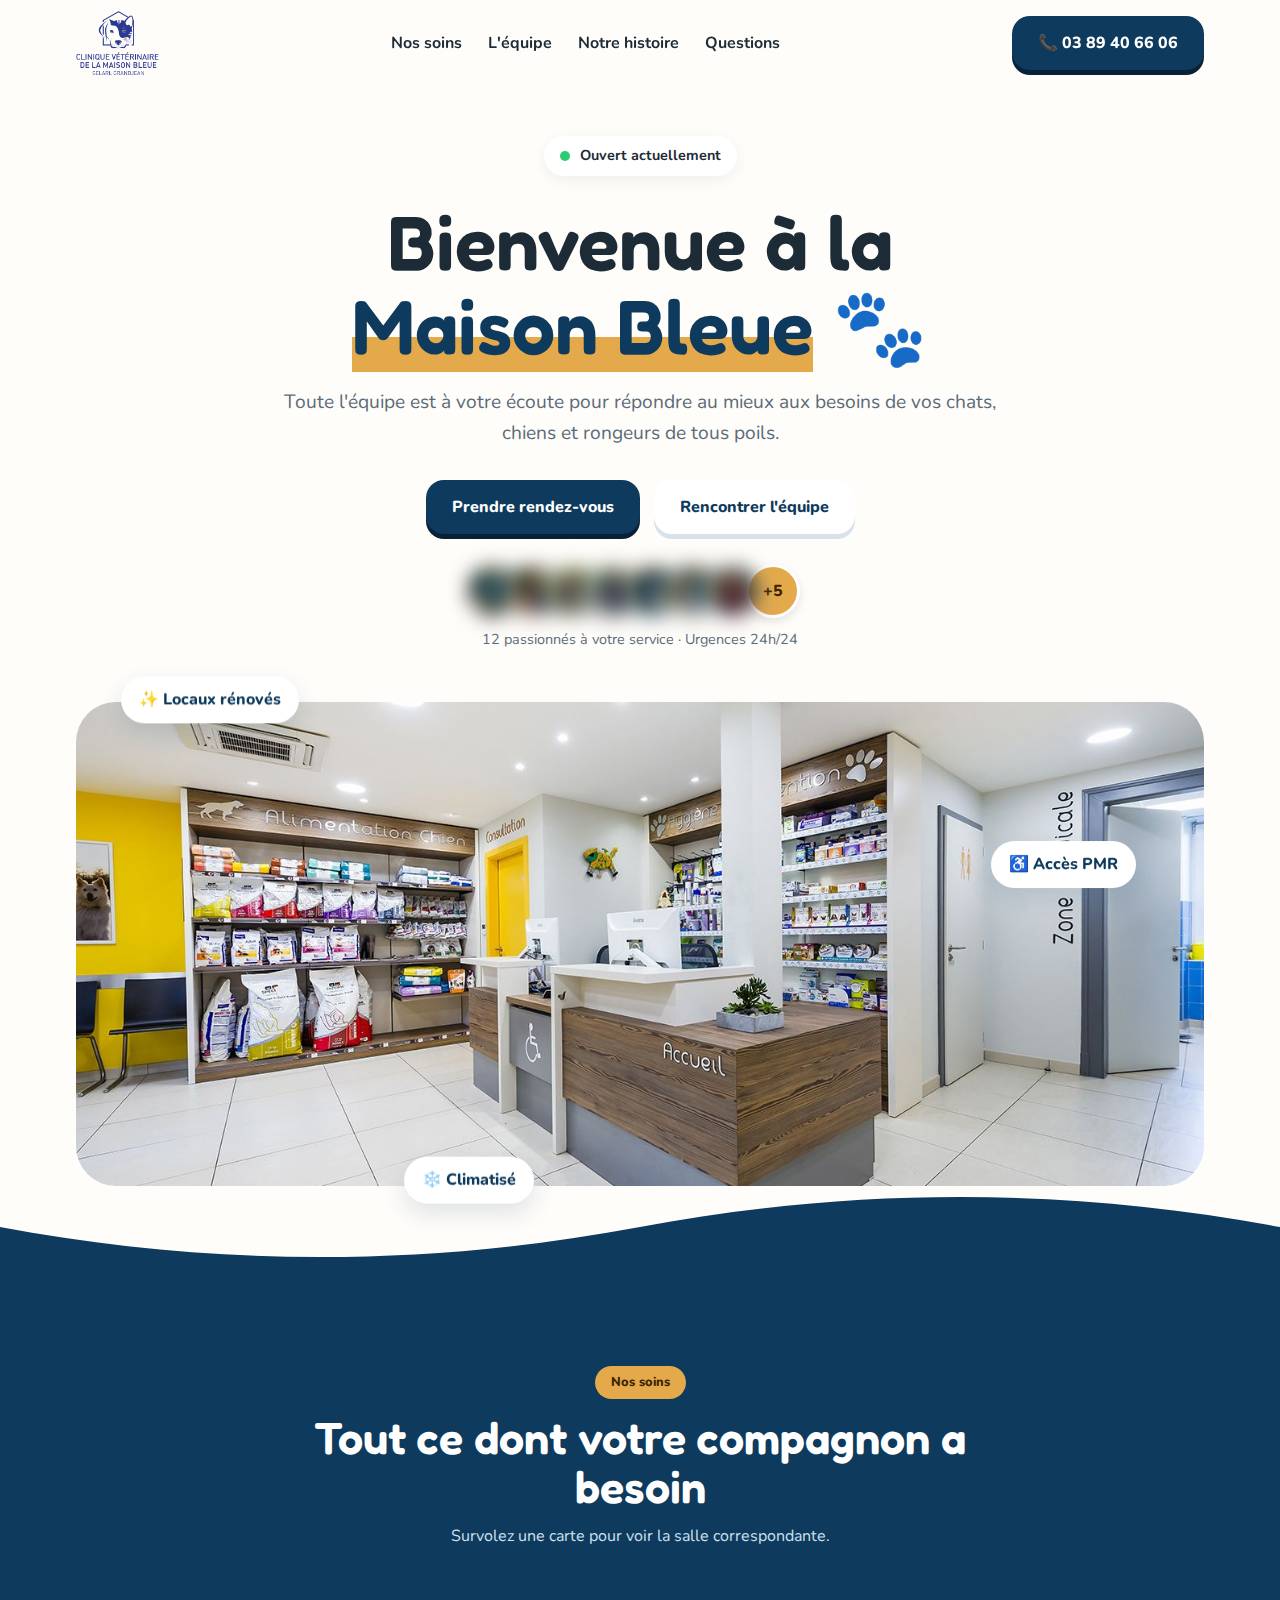 CLINIQUE VÉTÉRINAIRE
DE LA MAISON BLEUE
SELARL GRANDJEAN
Nos soins
L'équipe
Notre histoire
Questions
03 89 40 66 06
Ouvert actuellement
Bienvenue à la
Maison Bleue
Toute l'équipe est à votre écoute pour répondre au mieux aux besoins de vos chats,
chiens et rongeurs de tous poils.
Prendre rendez-vous
Rencontrer l'équipe
+5
12 passionnés à votre service · Urgences 24h/24
Locaux rénovés
Alimentation Chien
Consultation
Accès PMR
Zone
Accueil
Climatisé
Nos soins
Tout ce dont votre compagnon a
besoin
Survolez une carte pour voir la salle correspondante.